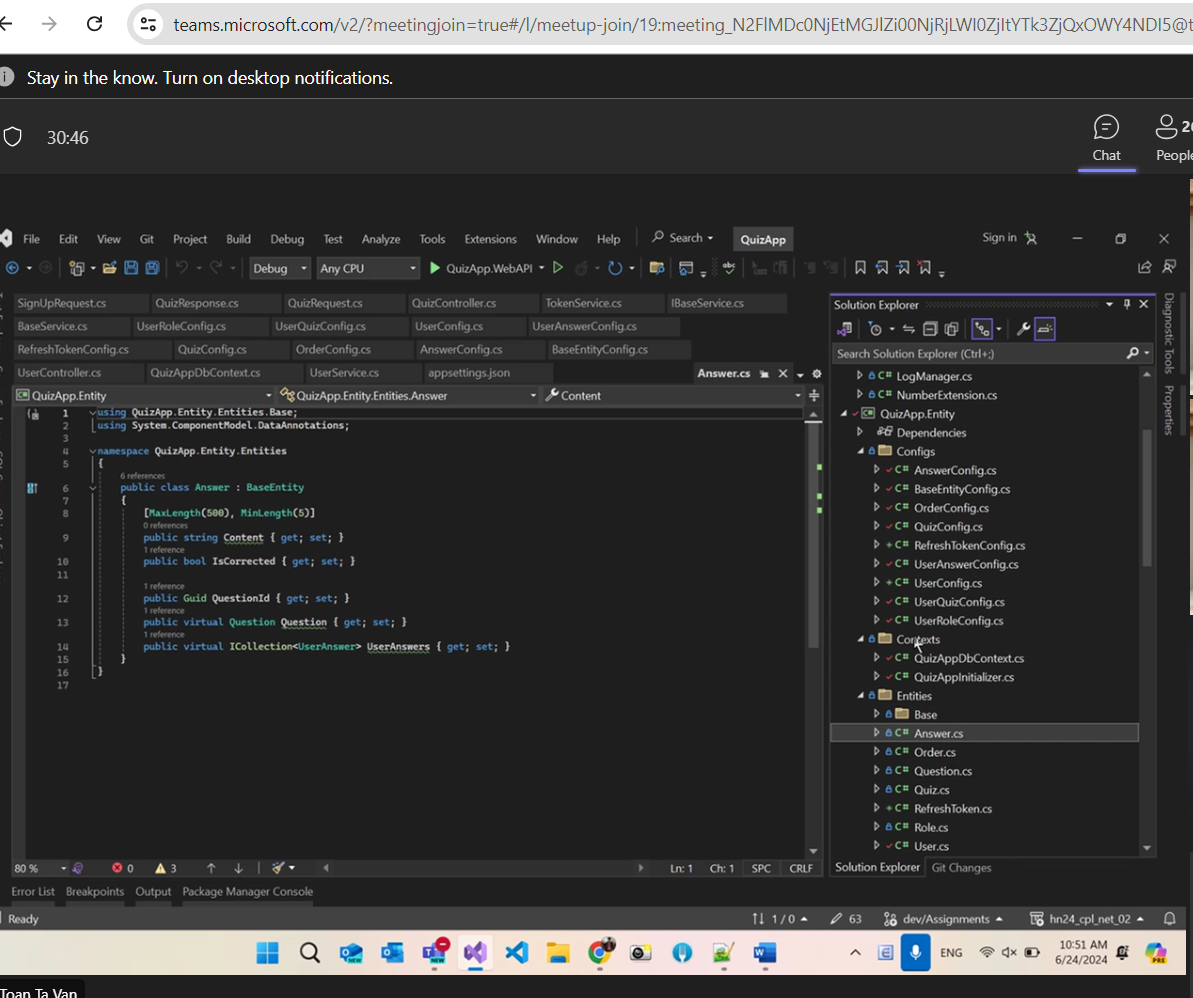 teams.microsoft.com/v2/?meetingjoin=true#/l/meetup-join/19:meeting_N2FlMDc0NjEtMGJlZi00NjRjLWI0ZjItYTk3ZjQxOWY4NDI5@t
Stay in the know. Turn on desktop notifications.
30:46
Chat
People
File Edit View Git Project Build Debug Test Analyze Tools Extensions Window Help Search QuizApp Sign in
Debug Any CPU QuizApp.WebAPI
SignUpRequest.cs QuizResponse.cs QuizRequest.cs QuizController.cs TokenService.cs IBaseService.cs
BaseService.cs UserRoleConfig.cs UserQuizConfig.cs UserConfig.cs UserAnswerConfig.cs
RefreshTokenConfig.cs QuizConfig.cs OrderConfig.cs AnswerConfig.cs BaseEntityConfig.cs
UserController.cs QuizAppDbContext.cs UserService.cs appsettings.json Answer.cs
QuizApp.Entity QuizApp.Entity.Entities.Answer Content
1 using QuizApp.Entity.Entities.Base;
2 using System.ComponentModel.DataAnnotations;
3
4 namespace QuizApp.Entity.Entities
5 {
6 references
6 public class Answer : BaseEntity
7 {
8 [MaxLength(500), MinLength(5)]
0 references
9 public string Content { get; set; }
1 reference
10 public bool IsCorrected { get; set; }
11
1 reference
12 public Guid QuestionId { get; set; }
1 reference
13 public virtual Question Question { get; set; }
1 reference
14 public virtual ICollection<UserAnswer> UserAnswers { get; set; }
15 }
16 }
17
80 % 0 3 Ln: 1 Ch: 1 SPC CRLF
Error List Breakpoints Output Package Manager Console
Solution Explorer
Search Solution Explorer (Ctrl+;)
C# LogManager.cs
C# NumberExtension.cs
QuizApp.Entity
Dependencies
Configs
C# AnswerConfig.cs
C# BaseEntityConfig.cs
C# OrderConfig.cs
C# QuizConfig.cs
C# RefreshTokenConfig.cs
C# UserAnswerConfig.cs
C# UserConfig.cs
C# UserQuizConfig.cs
C# UserRoleConfig.cs
Contexts
C# QuizAppDbContext.cs
C# QuizAppInitializer.cs
Entities
Base
C# Answer.cs
C# Order.cs
C# Question.cs
C# Quiz.cs
C# RefreshToken.cs
C# Role.cs
C# User.cs
Solution Explorer Git Changes
Diagnostic Tools
Properties
Ready 1 / 0 63 dev/Assignments hn24_cpl_net_02
ENG 10:51 AM
6/24/2024
Toan Ta Van